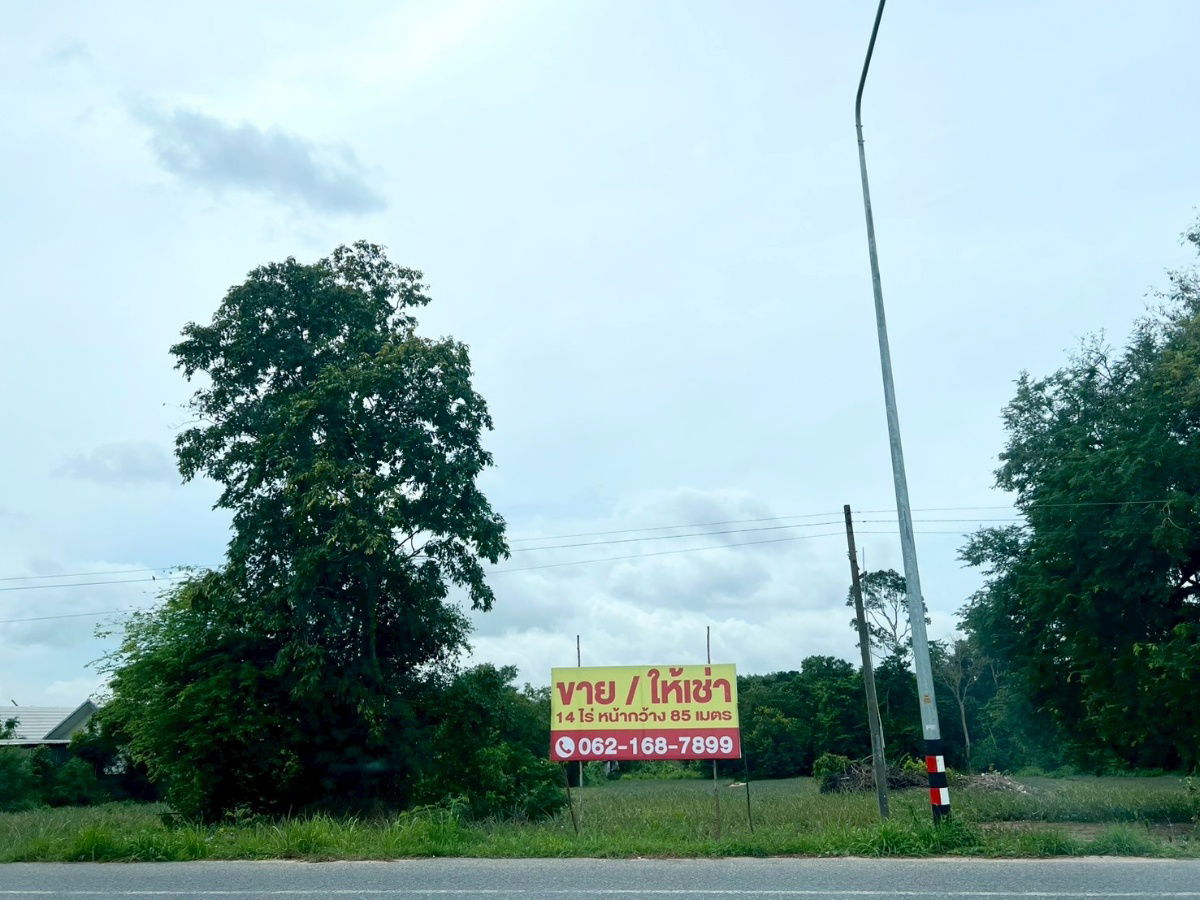 ขาย / ให้เช่า
14 ไร่ หน้ากว้าง 85 เมตร
062-168-7899